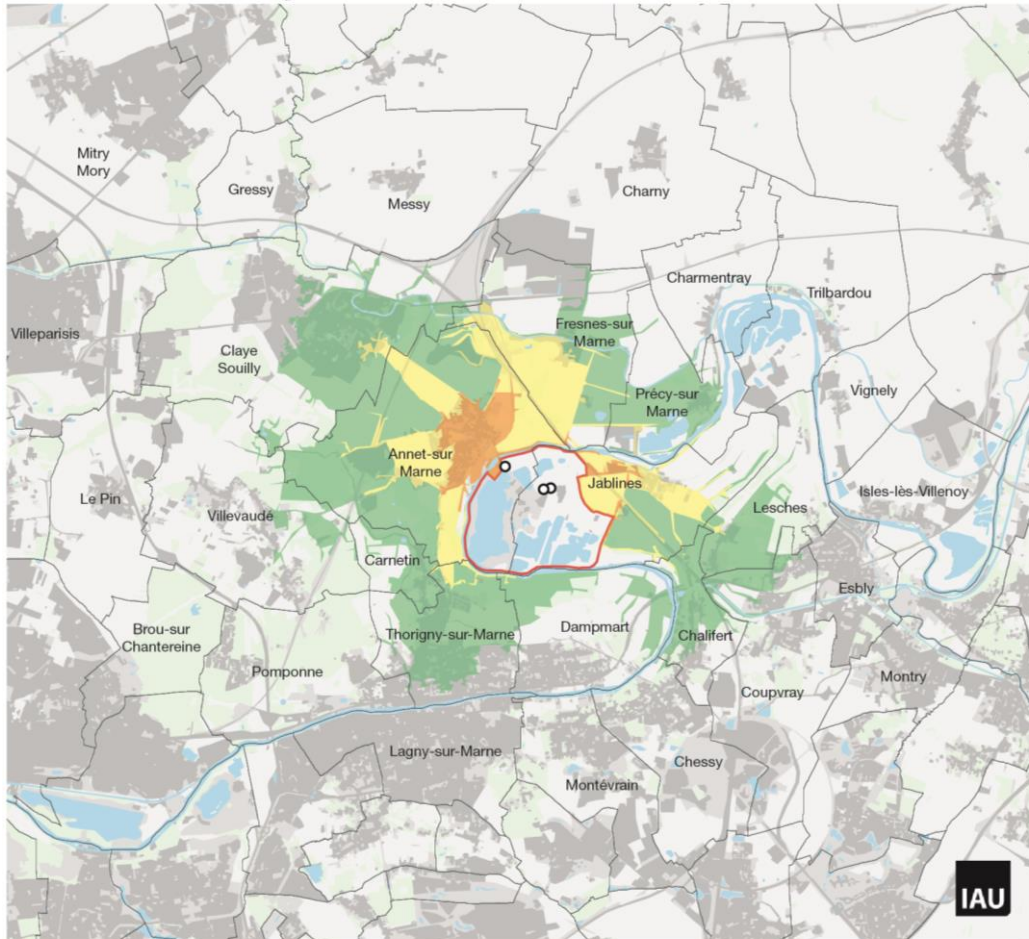 Mitry
Mory
Gressy
Messy
Charny
Charmentray
Trilbardou
Villeparisis
Claye
Souilly
Fresnes-sur
Marne
Précy-sur
Marne
Vignely
Annet-sur
Marne
Jablines
Isles-lès-Villenoy
Le Pin
Villevaudé
Lesches
Carnetin
Esbly
Brou-sur
Chantereine
Thorigny-sur-Marne
Dampmart
Chalifert
Pomponne
Montry
Coupvray
Lagny-sur-Marne
Chessy
Montévrain
IAU